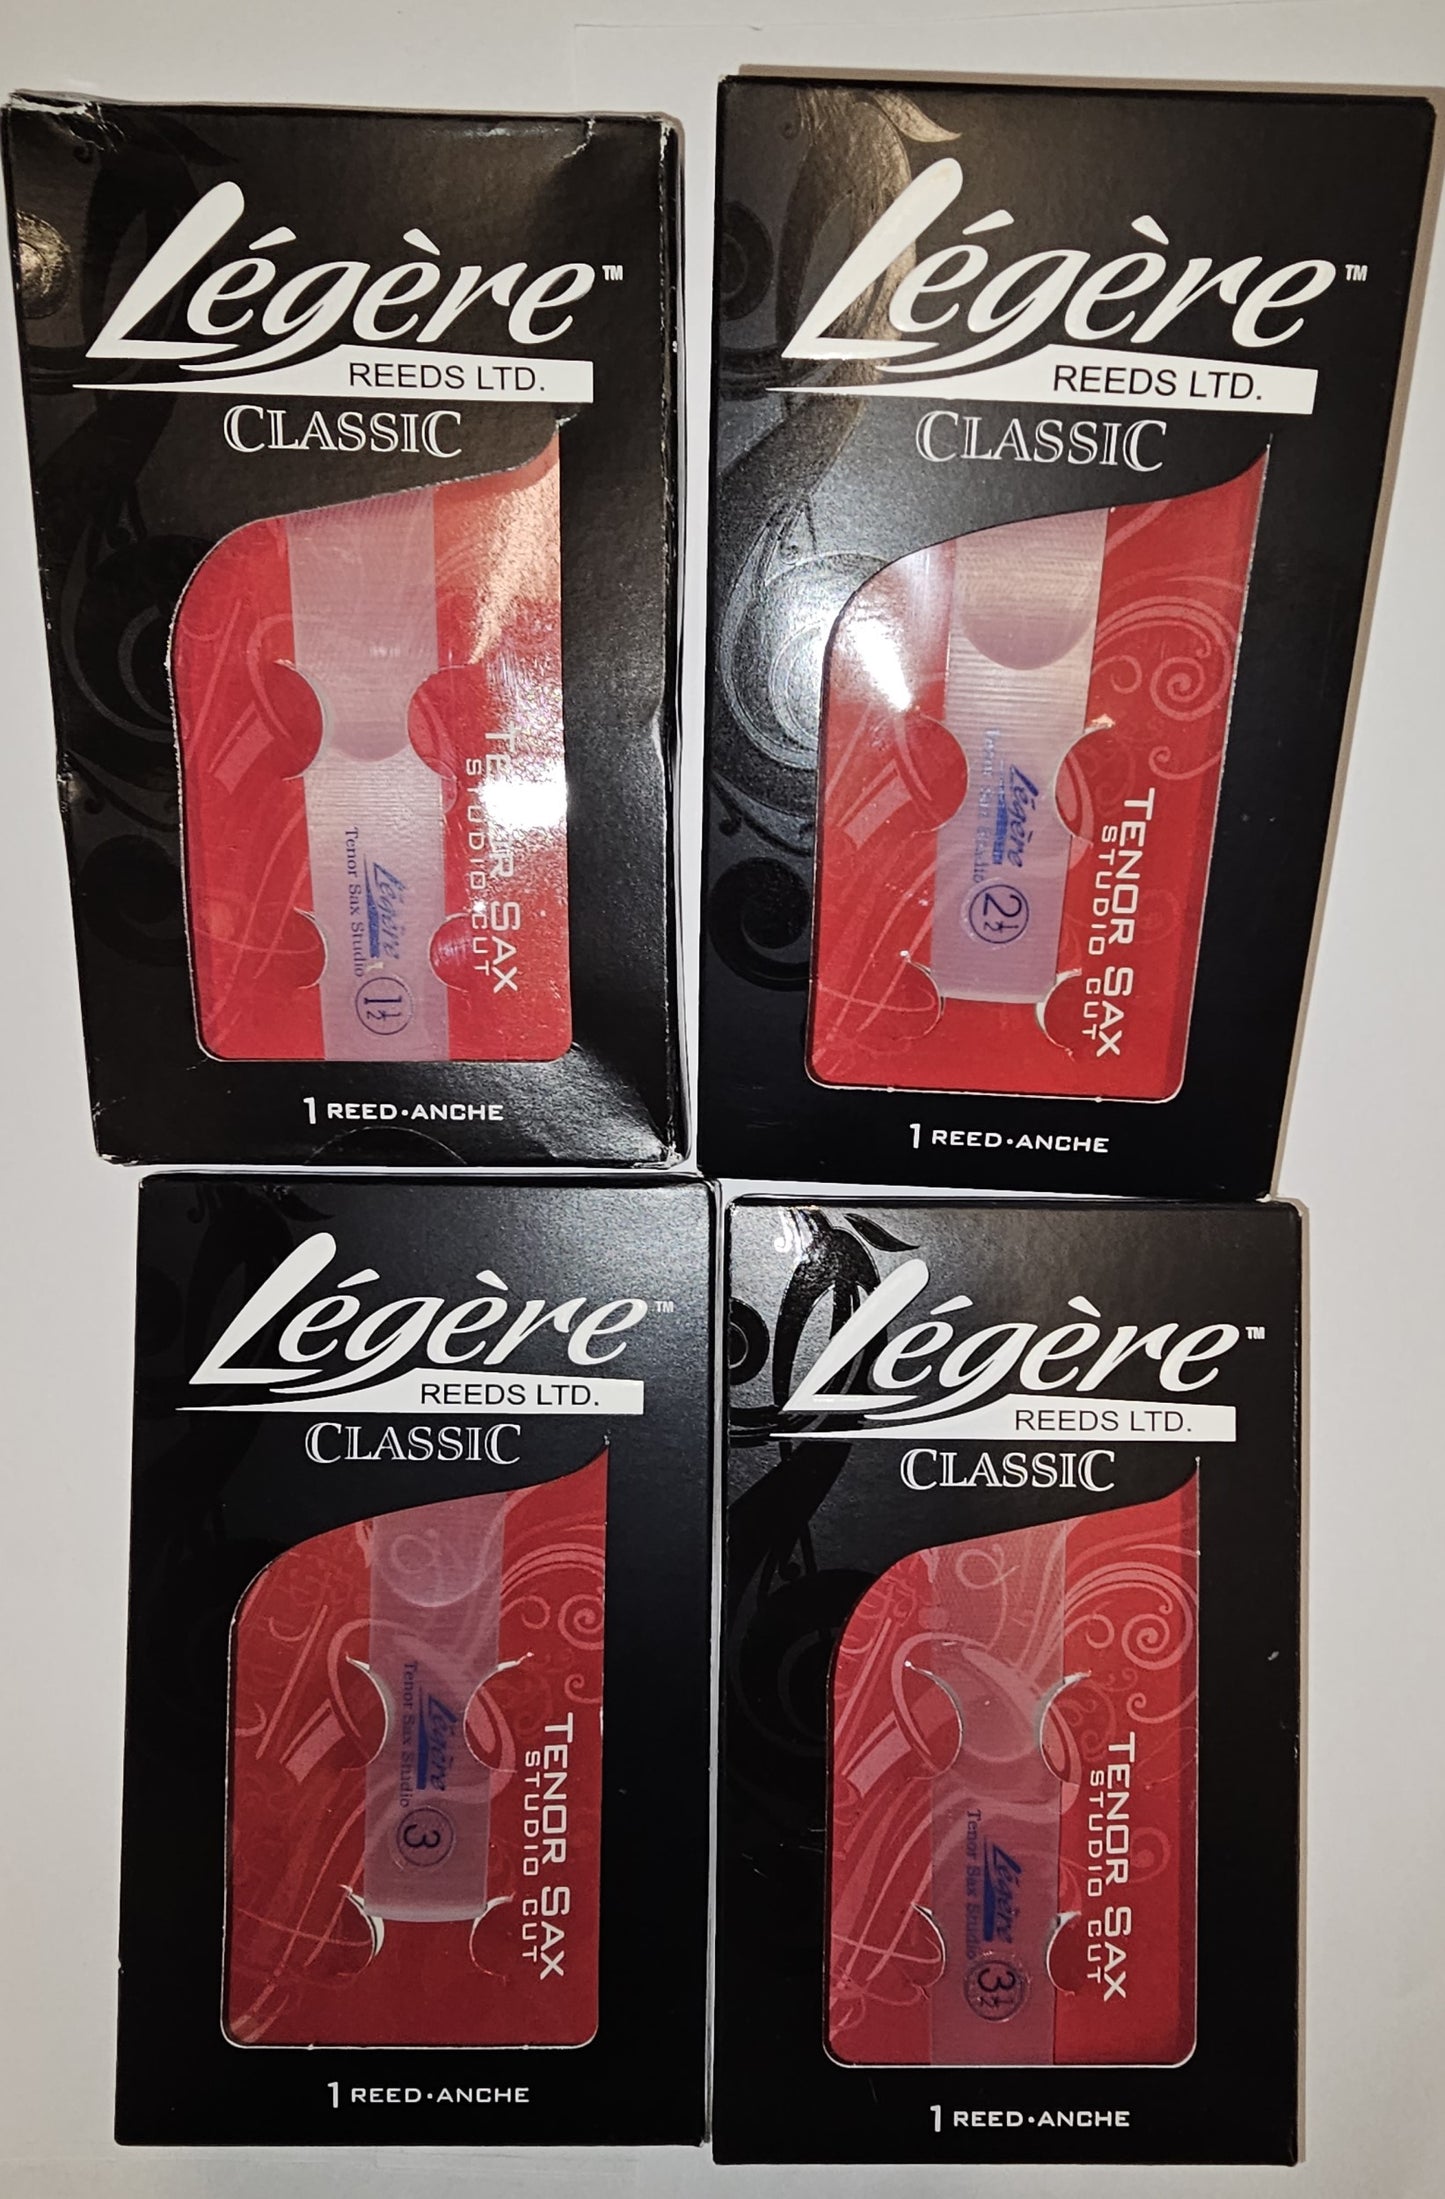 Légère™
REEDS LTD.
CLASSIC
TENOR SAX
STUDIO CUT
Légère
Tenor Sax Studio
1½
1 REED•ANCHE
Légère™
REEDS LTD.
CLASSIC
TENOR SAX
STUDIO CUT
Légère
Tenor Sax Studio
2½
1 REED•ANCHE
Légère™
REEDS LTD.
CLASSIC
TENOR SAX
STUDIO CUT
Légère
Tenor Sax Studio
3
1 REED•ANCHE
Légère™
REEDS LTD.
CLASSIC
TENOR SAX
STUDIO CUT
Légère
Tenor Sax Studio
3½
1 REED•ANCHE